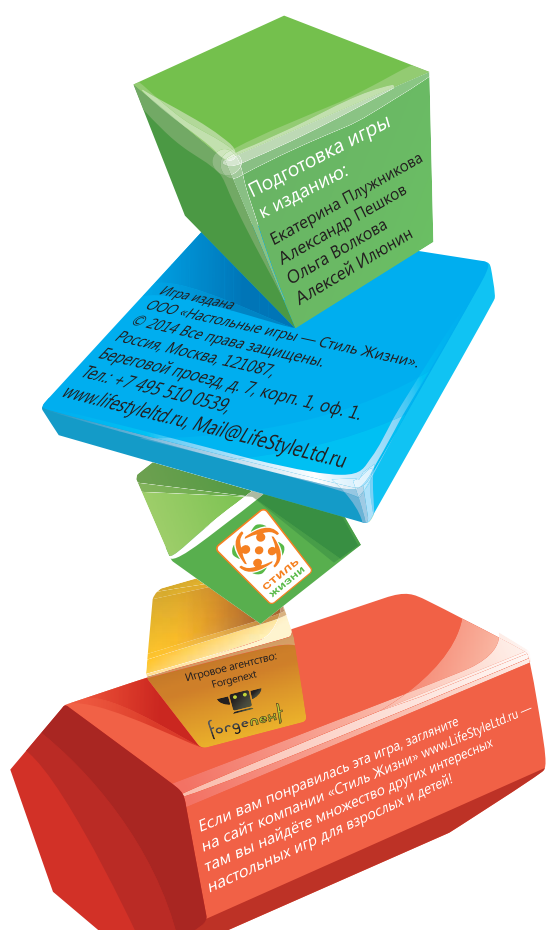 Подготовка игры
к изданию:
Екатерина Плужникова
Александр Пешков
Ольга Волкова
Алексей Илюнин
Игра издана
ООО «Настольные игры — Стиль Жизни».
© 2014 Все права защищены.
Россия, Москва, 121087,
Береговой проезд, д. 7, корп. 1, оф. 1.
Тел.: +7 495 510 0539,
www.lifestyleltd.ru, Mail@LifeStyleLtd.ru
СТИЛЬ
ЖИЗНИ
Игровое агентство:
Forgenext
forgenext
Если вам понравилась эта игра, загляните
на сайт компании «Стиль Жизни» www.LifeStyleLtd.ru —
там вы найдёте множество других интересных
настольных игр для взрослых и детей!